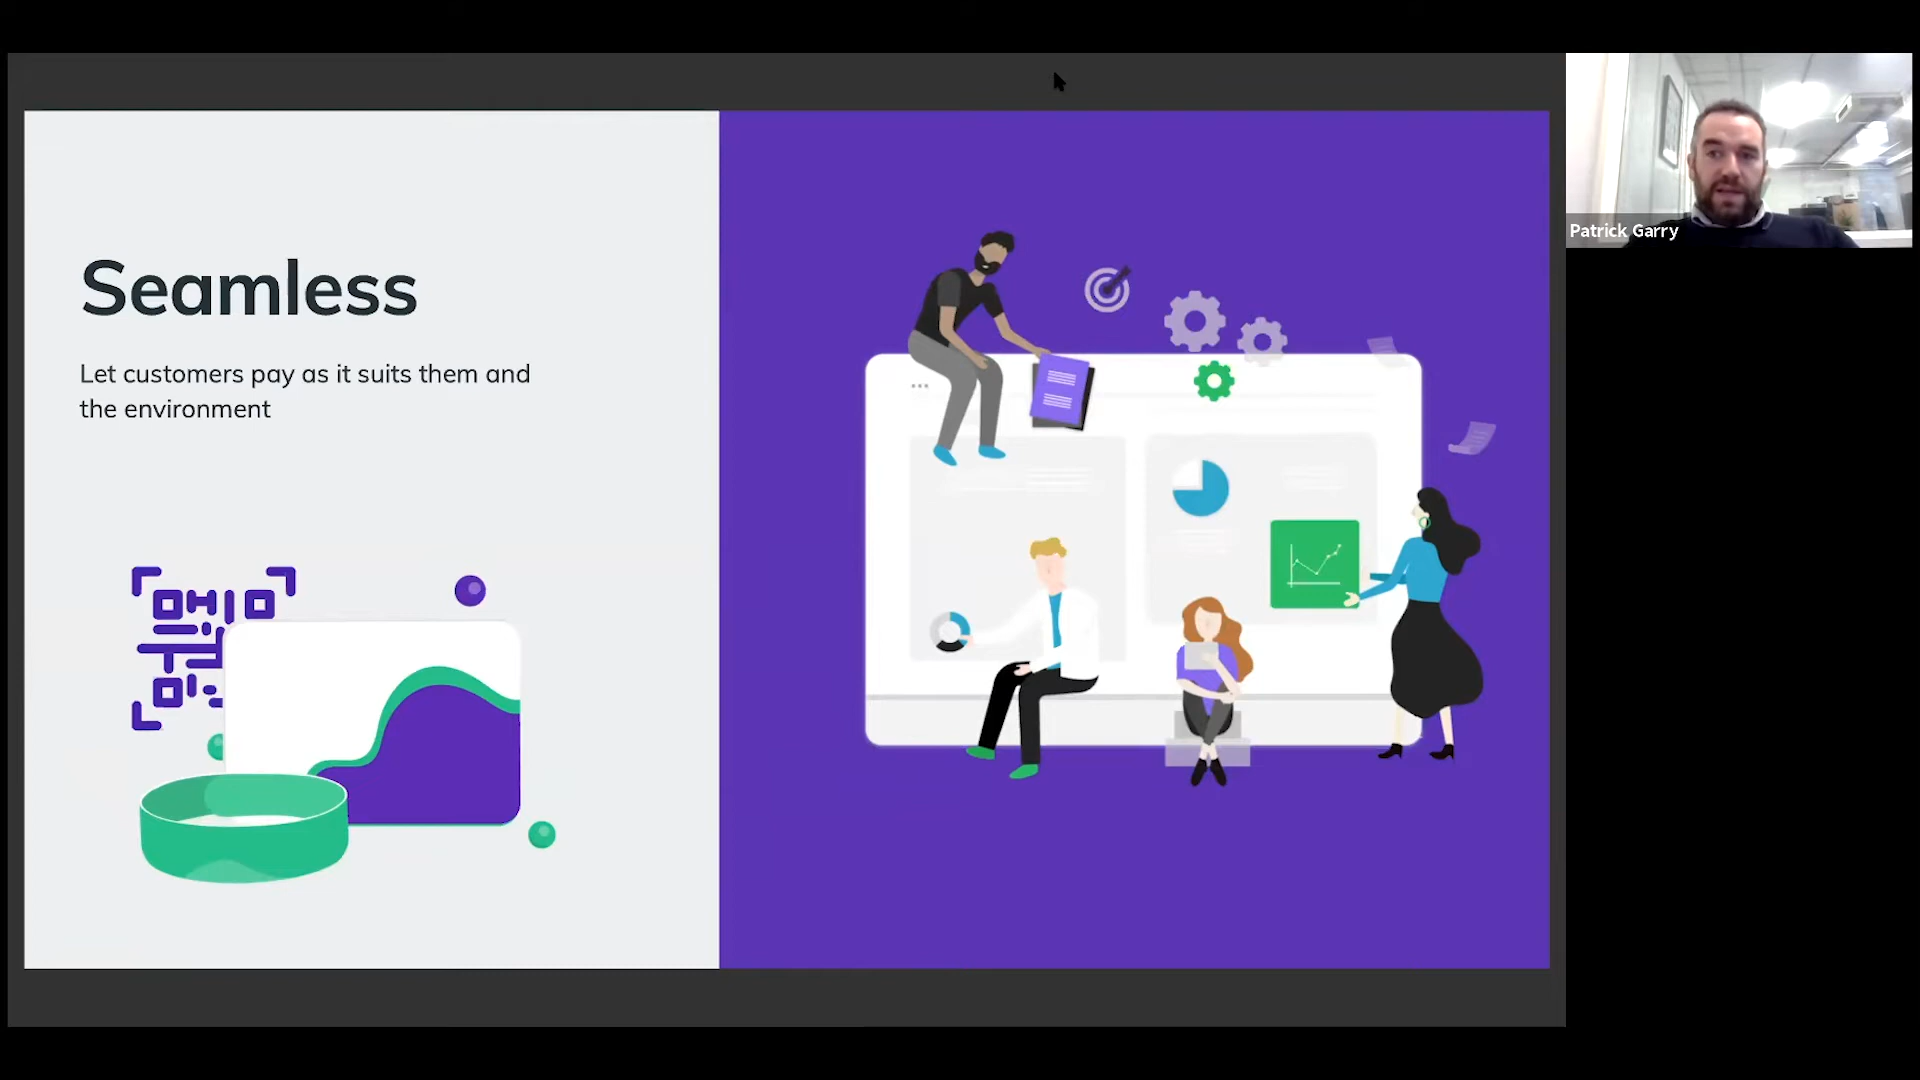 Seamless
Let customers pay as it suits them and
the environment
Patrick Garry